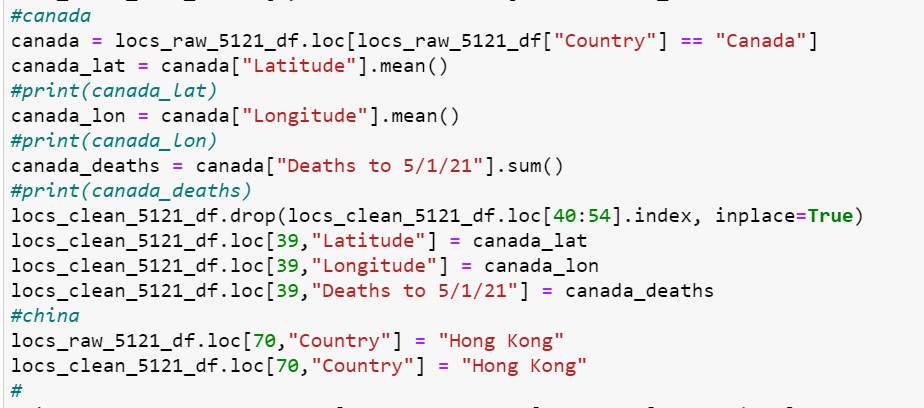 #canada
canada = locs_raw_5121_df.loc[locs_raw_5121_df["Country"] == "Canada"]
canada_lat = canada["Latitude"].mean()
#print(canada_lat)
canada_lon = canada["Longitude"].mean()
#print(canada_lon)
canada_deaths = canada["Deaths to 5/1/21"].sum()
#print(canada_deaths)
locs_clean_5121_df.drop(locs_clean_5121_df.loc[40:54].index, inplace=True)
locs_clean_5121_df.loc[39,"Latitude"] = canada_lat
locs_clean_5121_df.loc[39,"Longitude"] = canada_lon
locs_clean_5121_df.loc[39,"Deaths to 5/1/21"] = canada_deaths
#china
locs_raw_5121_df.loc[70,"Country"] = "Hong Kong"
locs_clean_5121_df.loc[70,"Country"] = "Hong Kong"
#